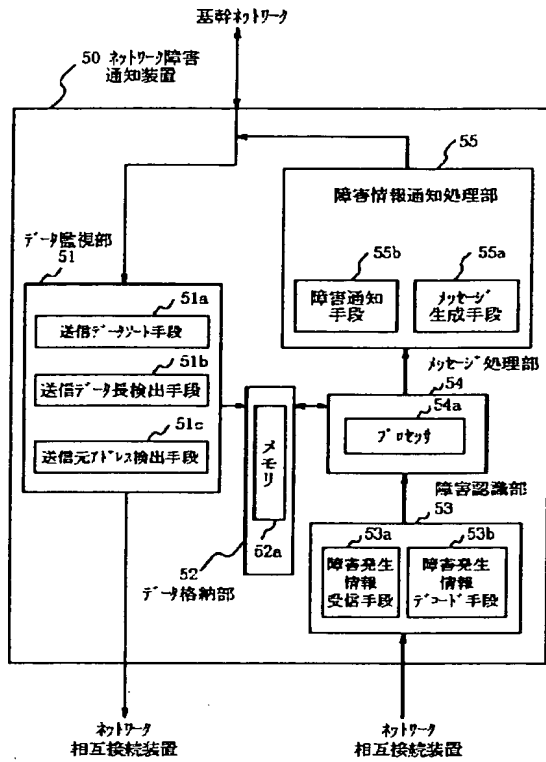 基幹ネットワーク
50 ネットワーク障害
通知装置
55
障害情報通知処理部
データ監視部
51
55b
55a
障害通知
手段
メッセージ
生成手段
51a
送信データソート手段
51b
送信データ長検出手段
51c
送信元アドレス検出手段
メッセージ処理部
54
54a
プロセッサ
メモリ
52a
52
データ格納部
障害認識部
53
53a
53b
障害発生
情報
受信手段
障害発生
情報
デコード手段
ネットワーク
相互接続装置
ネットワーク
相互接続装置